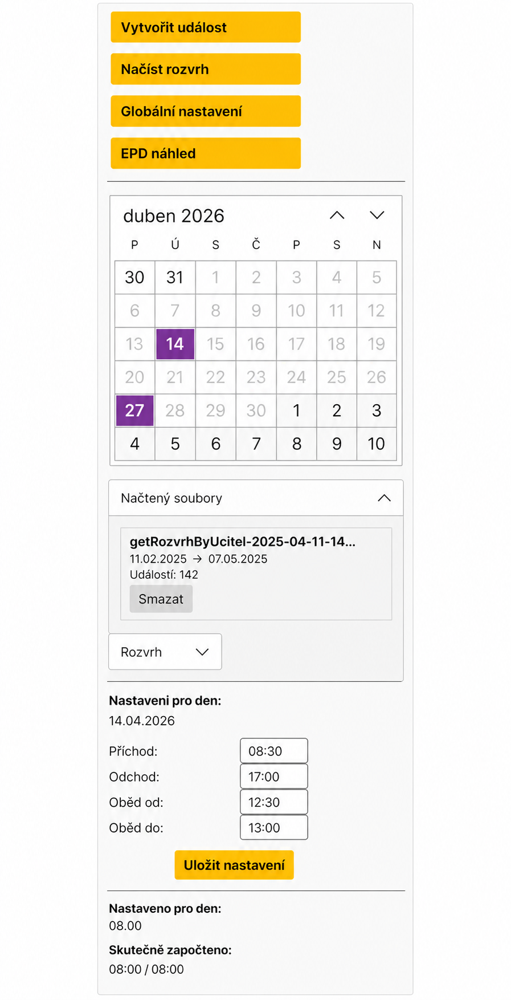 Vytvořit událost
Načíst rozvrh
Globální nastavení
EPD náhled
duben 2026
P Ú S Č P S N
30 31 1 2 3 4 5
6 7 8 9 10 11 12
13 14 15 16 17 18 19
20 21 22 23 24 25 26
27 28 29 30 1 2 3
4 5 6 7 8 9 10
Načtený soubory
getRozvrhByUcitel-2025-04-11-14...
11.02.2025 → 07.05.2025
Událostí: 142
Smazat
Rozvrh
Nastaveni pro den:
14.04.2026
Příchod: 08:30
Odchod: 17:00
Oběd od: 12:30
Oběd do: 13:00
Uložit nastavení
Nastaveno pro den:
08.00
Skutečně započteno:
08:00 / 08:00